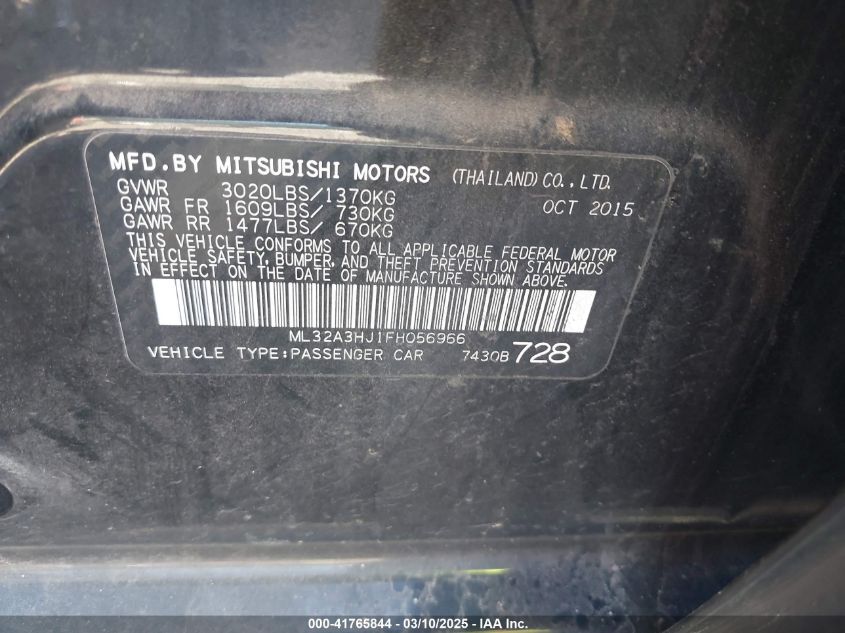 MFD.BY MITSUBISHI MOTORS (THAILAND) CO., LTD.
GVWR 3020LBS/1370KG OCT 2015
GAWR FR 1609LBS/ 730KG
GAWR RR 1477LBS/ 670KG
THIS VEHICLE CONFORMS TO ALL APPLICABLE FEDERAL MOTOR
VEHICLE SAFETY, BUMPER, AND THEFT PREVENTION STANDARDS
IN EFFECT ON THE DATE OF MANUFACTURE SHOWN ABOVE.
ML32A3HJ1FH056966
VEHICLE TYPE:PASSENGER CAR 7430B 728
000-41765844 — 03/10/2025 - IAA Inc.